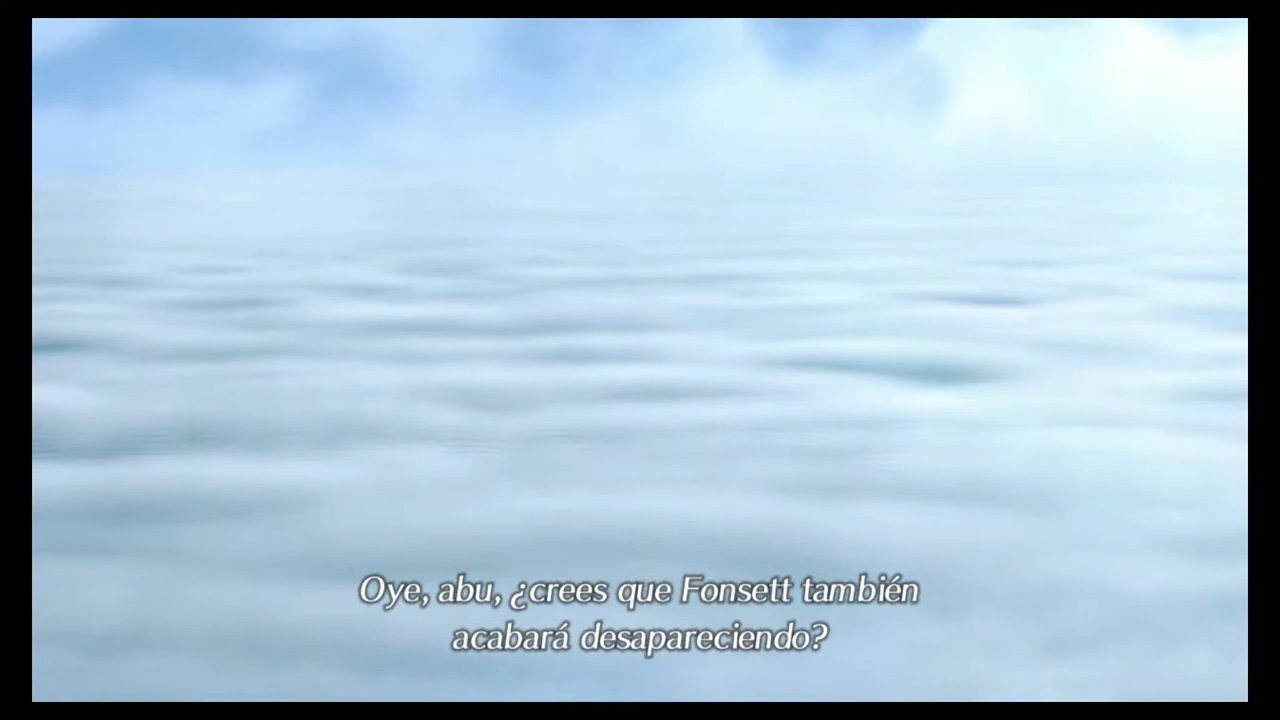 Oye, abu, ¿crees que Fonsett también
acabará desapareciendo?